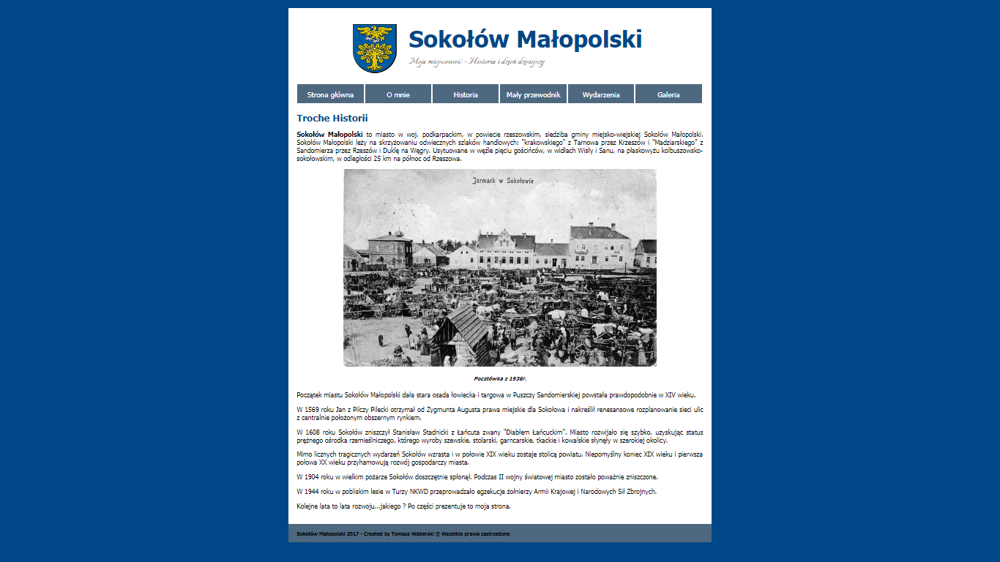 Sokołów Małopolski
Moja miejscowość - Historia i dzień dzisiejszy
Strona główna
O mnie
Historia
Mały przewodnik
Wydarzenia
Galeria
Troche Historii
Sokołów Małopolski to miasto w woj. podkarpackim, w powiecie rzeszowskim, siedziba gminy miejsko-wiejskiej Sokołów Małopolski.
Sokołów Małopolski leży na skrzyżowaniu odwiecznych szlaków handlowych: "krakowskiego" z Tarnowa przez Krzeszów i "Madziarskiego" z
Sandomierza przez Rzeszów i Duklę na Węgry. Usytuowane w węźle pięciu gościńców, w widłach Wisły i Sanu, na płaskowyżu kolbuszowsko-
sokołowskim, w odległości 25 km na północ od Rzeszowa.
Jarmark w Sokołowie
Pocztówka z 1936r.
Początek miastu Sokołów Małopolski dała stara osada łowiecka i targowa w Puszczy Sandomierskiej powstała prawdopodobnie w XIV wieku.
W 1569 roku Jan z Pilczy Pilecki otrzymał od Zygmunta Augusta prawa miejskie dla Sokołowa i nakreślił renesansowe rozplanowanie sieci ulic
z centralnie położonym obszernym rynkiem.
W 1608 roku Sokołów zniszczył Stanisław Stadnicki z Łańcuta zwany "Diabłem Łańcuckim". Miasto rozwijało się szybko, uzyskując status
prężnego ośrodka rzemieślniczego, którego wyroby szewskie, stolarski, garncarskie, tkackie i kowalskie słynęły w szerokiej okolicy.
Mimo licznych tragicznych wydarzeń Sokołów wzrasta i w połowie XIX wieku zostaje stolicą powiatu. Niepomyślny koniec XIX wieku i pierwsza
połowa XX wieku przyhamowują rozwój gospodarczy miasta.
W 1904 roku w wielkim pożarze Sokołów doszczętnie spłonął. Podczas II wojny światowej miasto zostało poważnie zniszczone.
W 1944 roku w pobliskim lesie w Turzy NKWD przeprowadzało egzekucje żołnierzy Armii Krajowej i Narodowych Sił Zbrojnych.
Kolejne lata to lata rozwoju...jakiego ? Po części prezentuje to moja strona.
Sokołów Małopolski 2017 - Created by Tomasz Waberski © Wszelkie prawa zastrzeżone